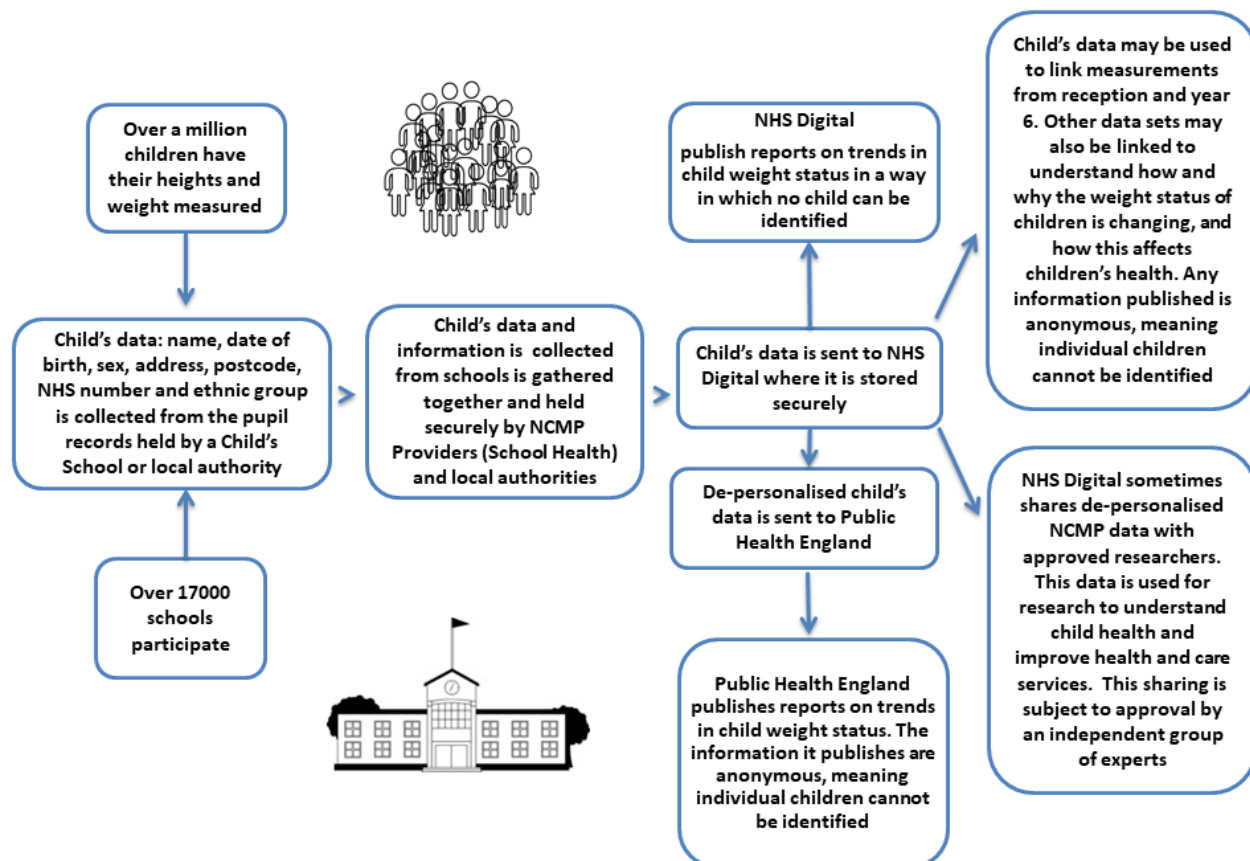 Over a million
children have
their heights and
weight measured
Child's data: name, date of
birth, sex, address, postcode,
NHS number and ethnic group
is collected from the pupil
records held by a Child's
School or local authority
Over 17000
schools
participate
Child's data and
information is collected
from schools is gathered
together and held
securely by NCMP
Providers (School Health)
and local authorities
NHS Digital
publish reports on trends in
child weight status in a way
in which no child can be
identified
Child's data is sent to NHS
Digital where it is stored
securely
De-personalised child's
data is sent to Public
Health England
Public Health England
publishes reports on trends
in child weight status. The
information it publishes are
anonymous, meaning
individual children cannot
be identified
Child's data may be used
to link measurements
from reception and year
6. Other data sets may
also be linked to
understand how and
why the weight status of
children is changing, and
how this affects
children's health. Any
information published is
anonymous, meaning
individual children
cannot be identified
NHS Digital sometimes
shares de-personalised
NCMP data with
approved researchers.
This data is used for
research to understand
child health and
improve health and care
services. This sharing is
subject to approval by
an independent group
of experts